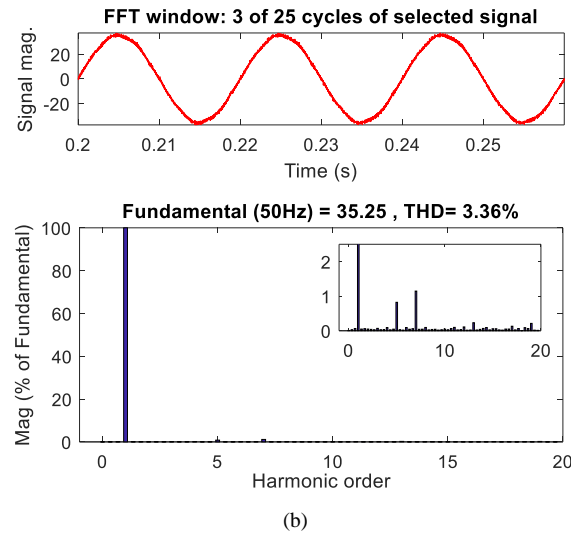 FFT window: 3 of 25 cycles of selected signal
Signal mag.
20
0
-20
0.2 0.21 0.22 0.23 0.24 0.25
Time (s)
Fundamental (50Hz) = 35.25 , THD= 3.36%
Mag (% of Fundamental)
100
80
60
40
20
0
2
1
0
0 10 20
0 5 10 15 20
Harmonic order
(b)